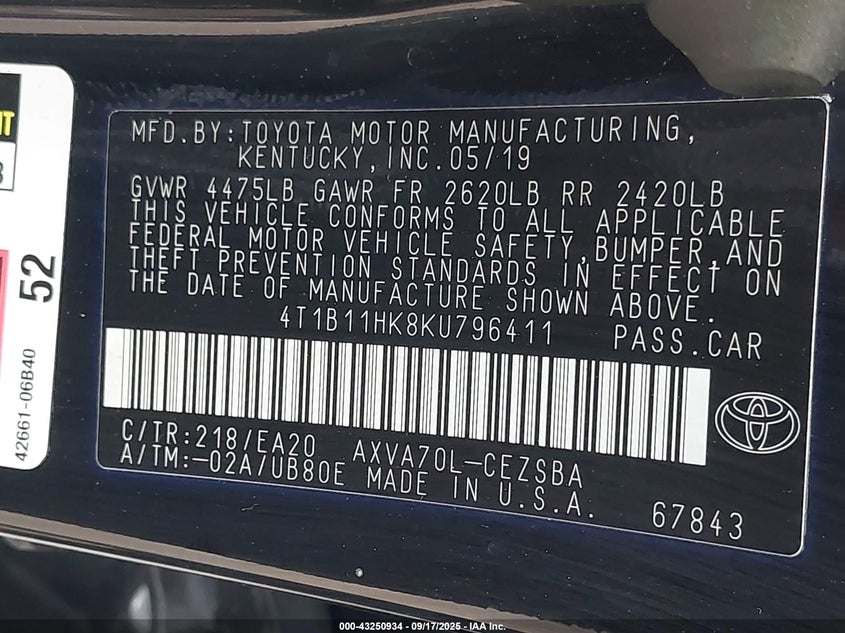 MFD.BY:TOYOTA MOTOR MANUFACTURING,
KENTUCKY,INC.05/19
GVWR 4475LB GAWR FR 2620LB RR 2420LB
THIS VEHICLE CONFORMS TO ALL APPLICABLE
FEDERAL MOTOR VEHICLE SAFETY,BUMPER,AND
THEFT PREVENTION STANDARDS IN EFFECT ON
THE DATE OF MANUFACTURE SHOWN ABOVE.
4T1B11HK8KU796411 PASS.CAR
C/TR:218/EA20 AXVA70L-CEZSBA
A/TM:-02A/UB80E MADE IN U.S.A.
67843
52
42661-06B40
000-43250934 - 09/17/2025 - IAA Inc.